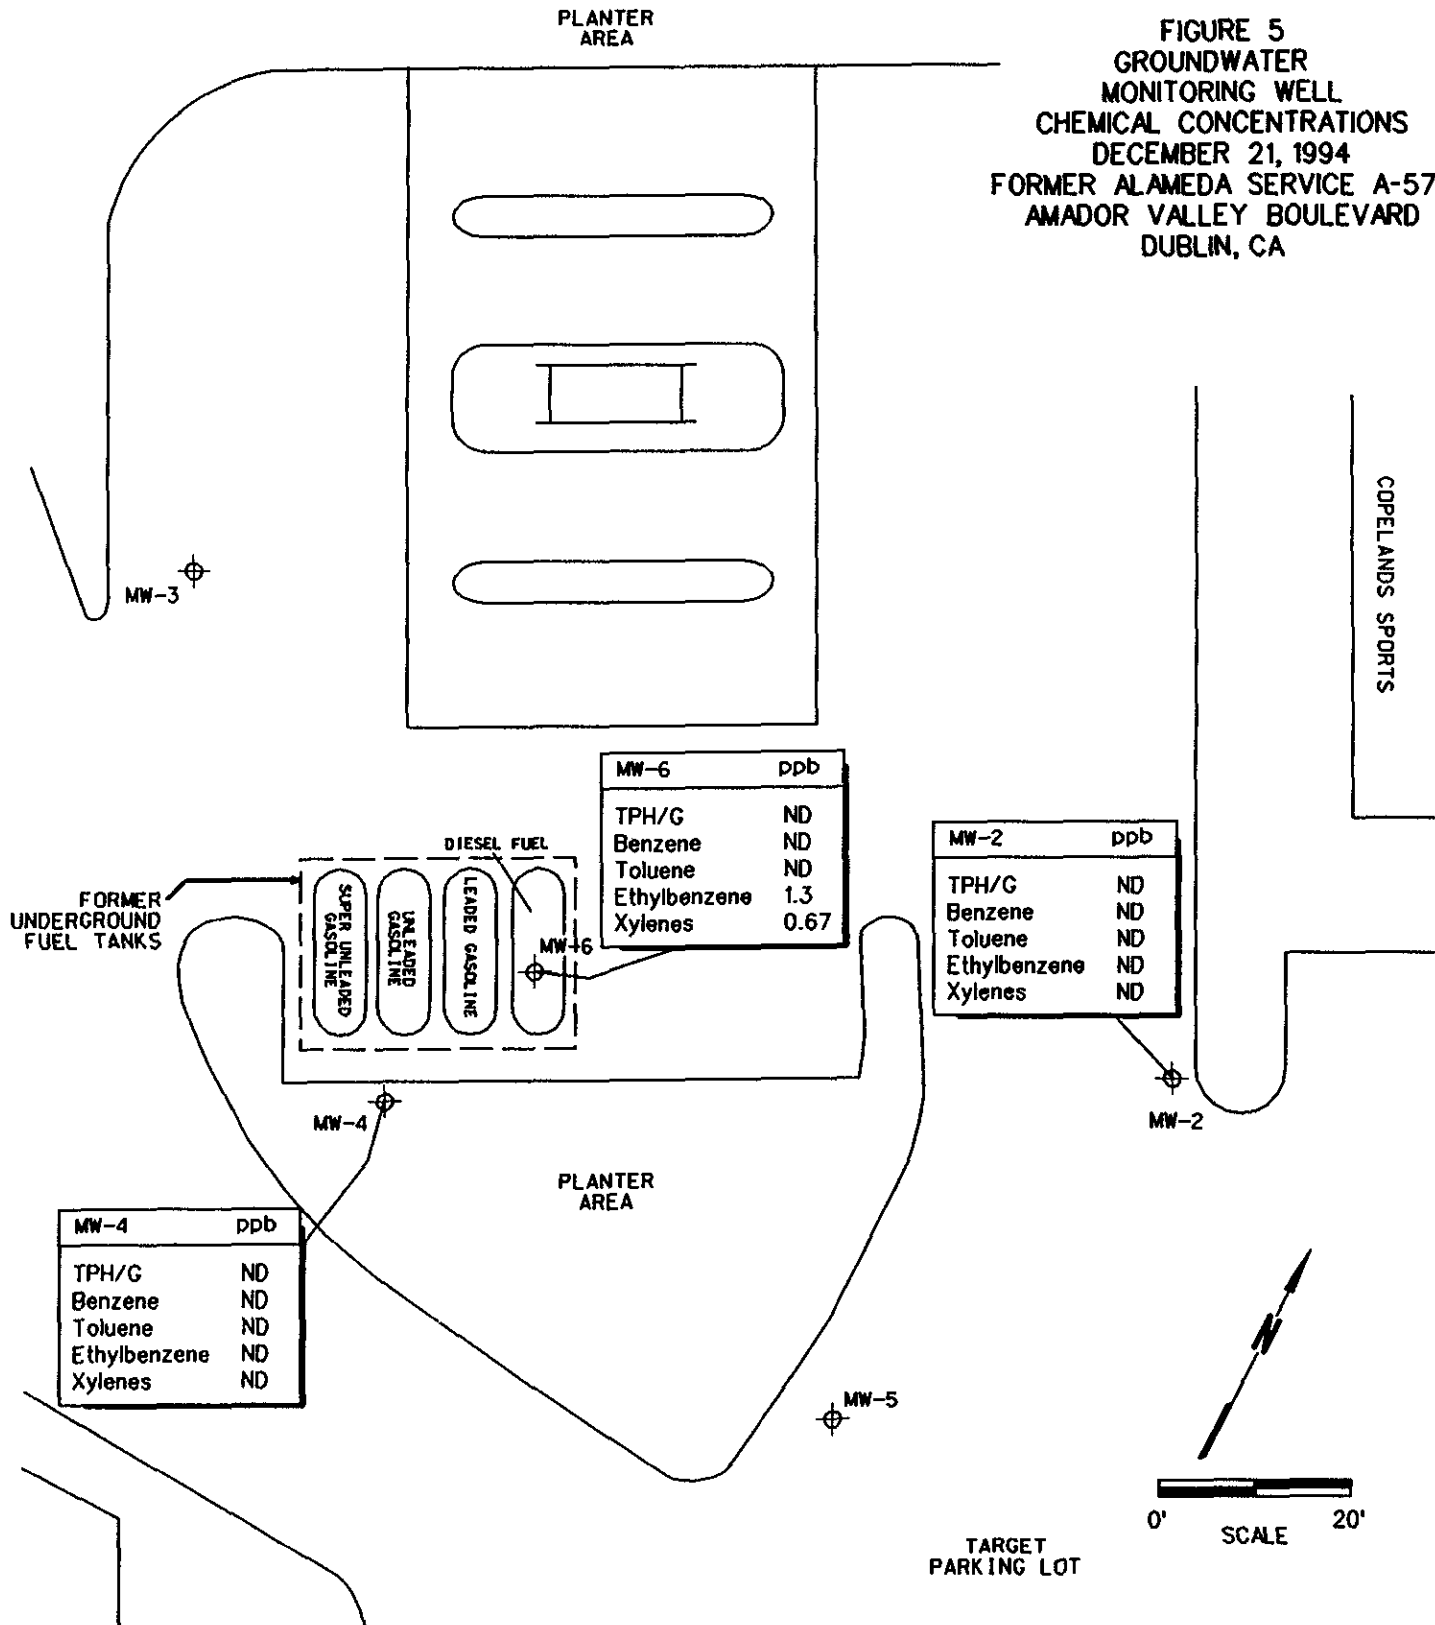 PLANTER
AREA
FIGURE 5
GROUNDWATER
MONITORING WELL
CHEMICAL CONCENTRATIONS
DECEMBER 21, 1994
FORMER ALAMEDA SERVICE A-57
AMADOR VALLEY BOULEVARD
DUBLIN, CA
COPELANDS SPORTS
MW-3
MW-6 ppb
TPH/G ND
Benzene ND
Toluene ND
Ethylbenzene 1.3
Xylenes 0.67
MW-2 ppb
TPH/G ND
Benzene ND
Toluene ND
Ethylbenzene ND
Xylenes ND
DIESEL FUEL
FORMER
UNDERGROUND
FUEL TANKS
SUPER UNLEADED
GASOLINE
UNLEADED
GASOLINE
LEADED GASOLINE
MW-6
MW-4
MW-2
PLANTER
AREA
MW-4 ppb
TPH/G ND
Benzene ND
Toluene ND
Ethylbenzene ND
Xylenes ND
MW-5
N
0' 20'
SCALE
TARGET
PARKING LOT